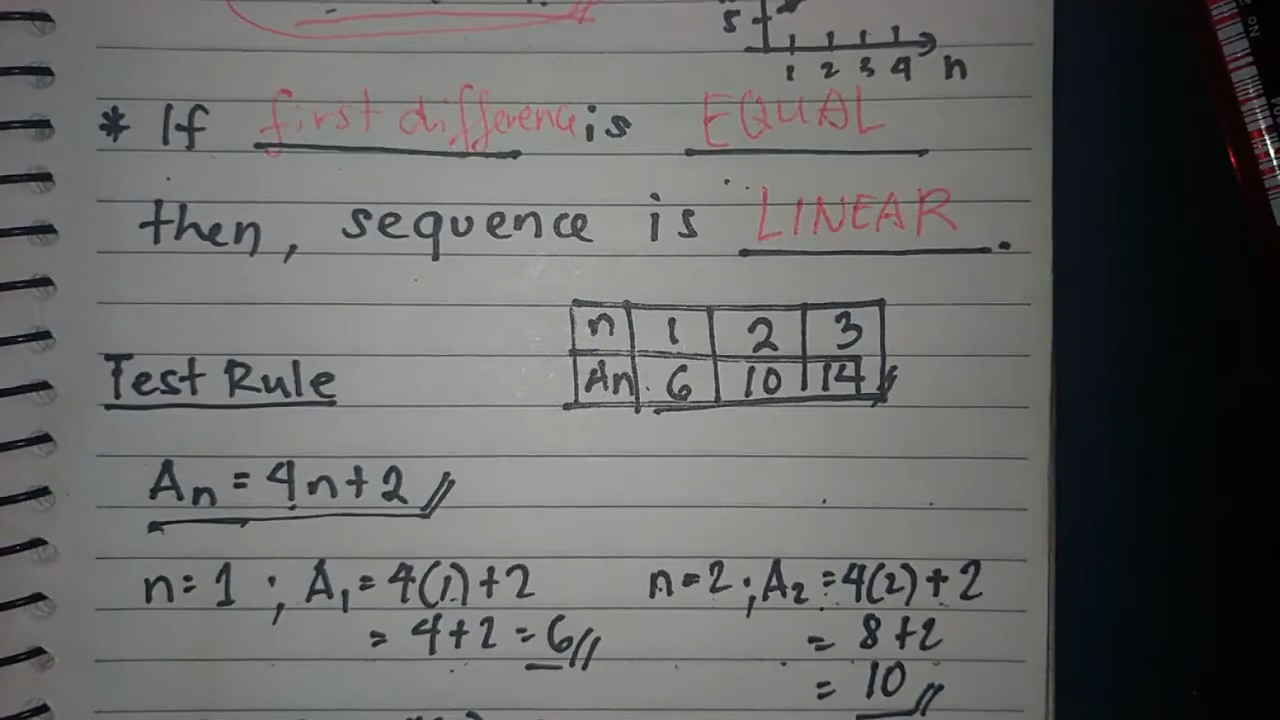 5
1 2 3 4 n
* If first difference is EQUAL
then, sequence is LINEAR.
n 1 2 3
Test Rule An 6 10 14
An = 4n+2
n=1 ; A1 = 4(1)+2 n=2 ; A2 = 4(2)+2
= 4+2 = 6 = 8+2
= 10